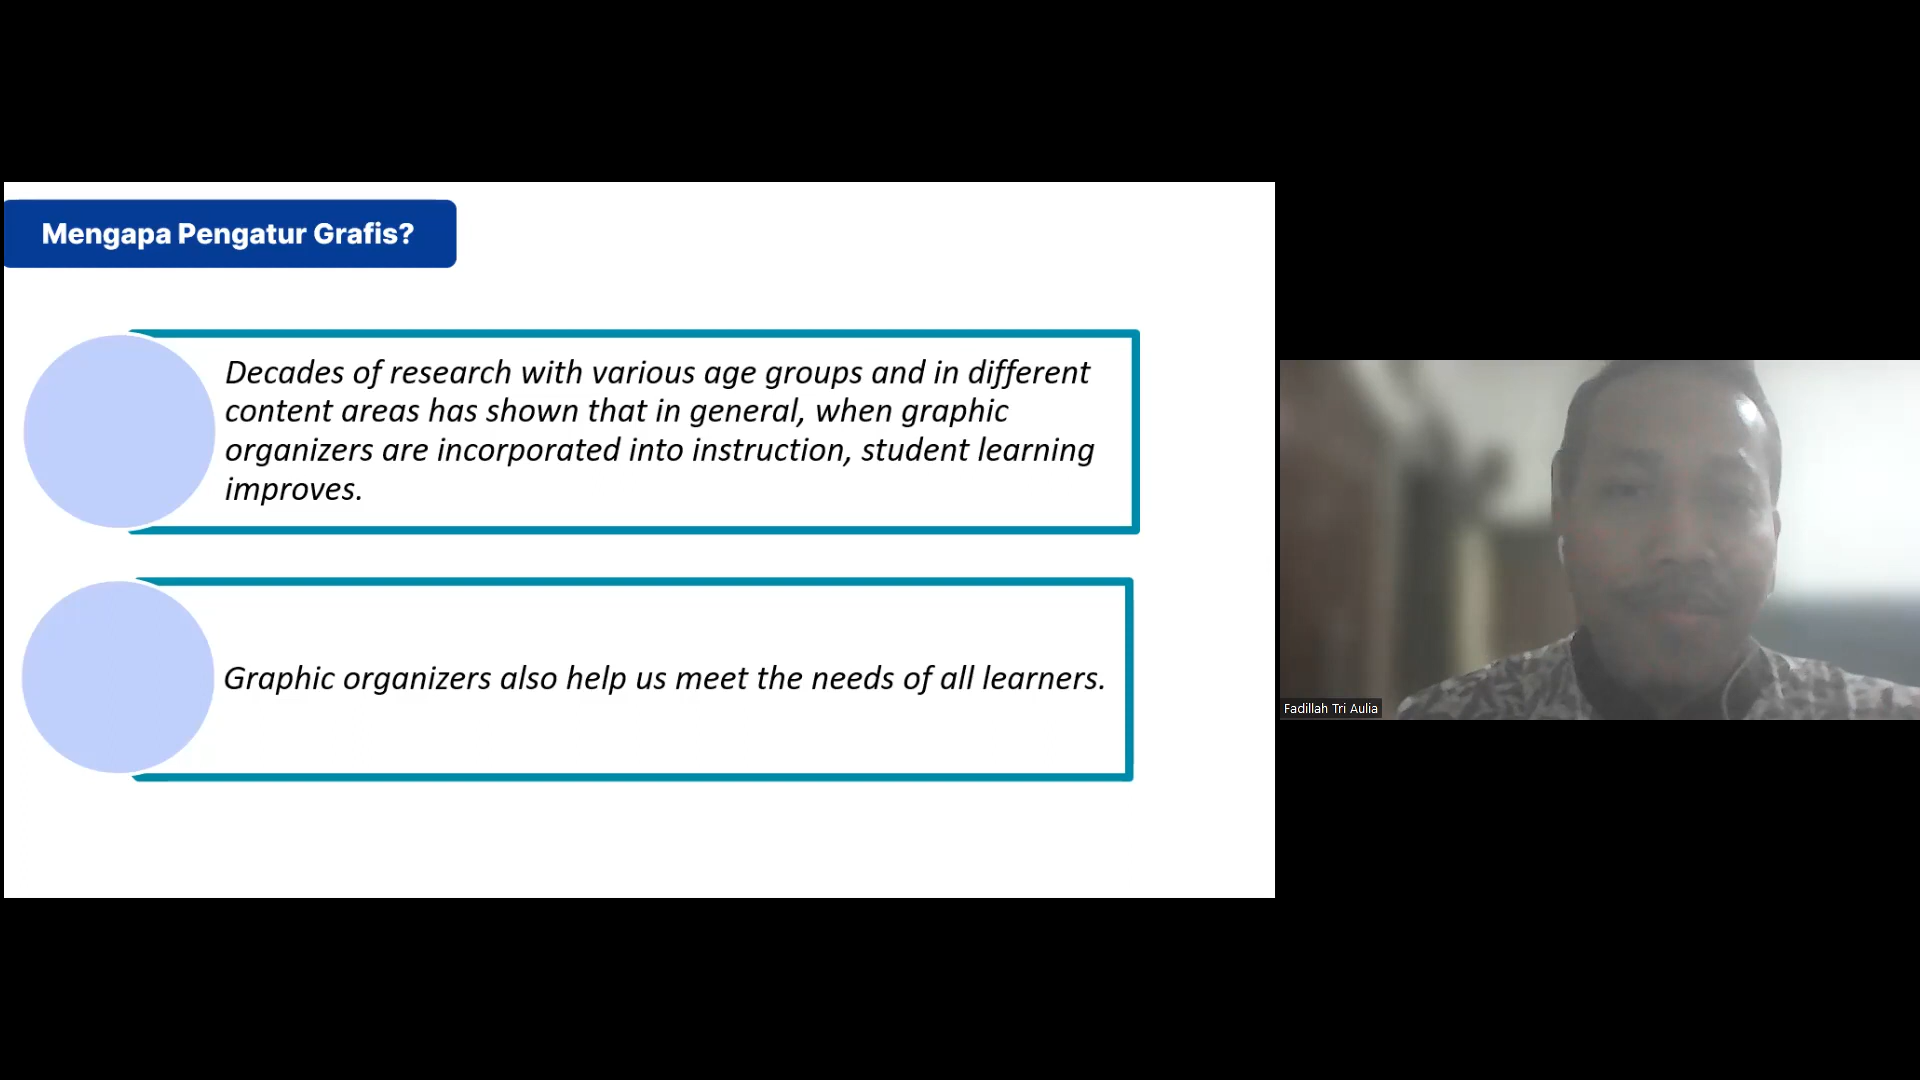 Mengapa Pengatur Grafis?
Decades of research with various age groups and in different
content areas has shown that in general, when graphic
organizers are incorporated into instruction, student learning
improves.
Graphic organizers also help us meet the needs of all learners.
Fadillah Tri Aulia